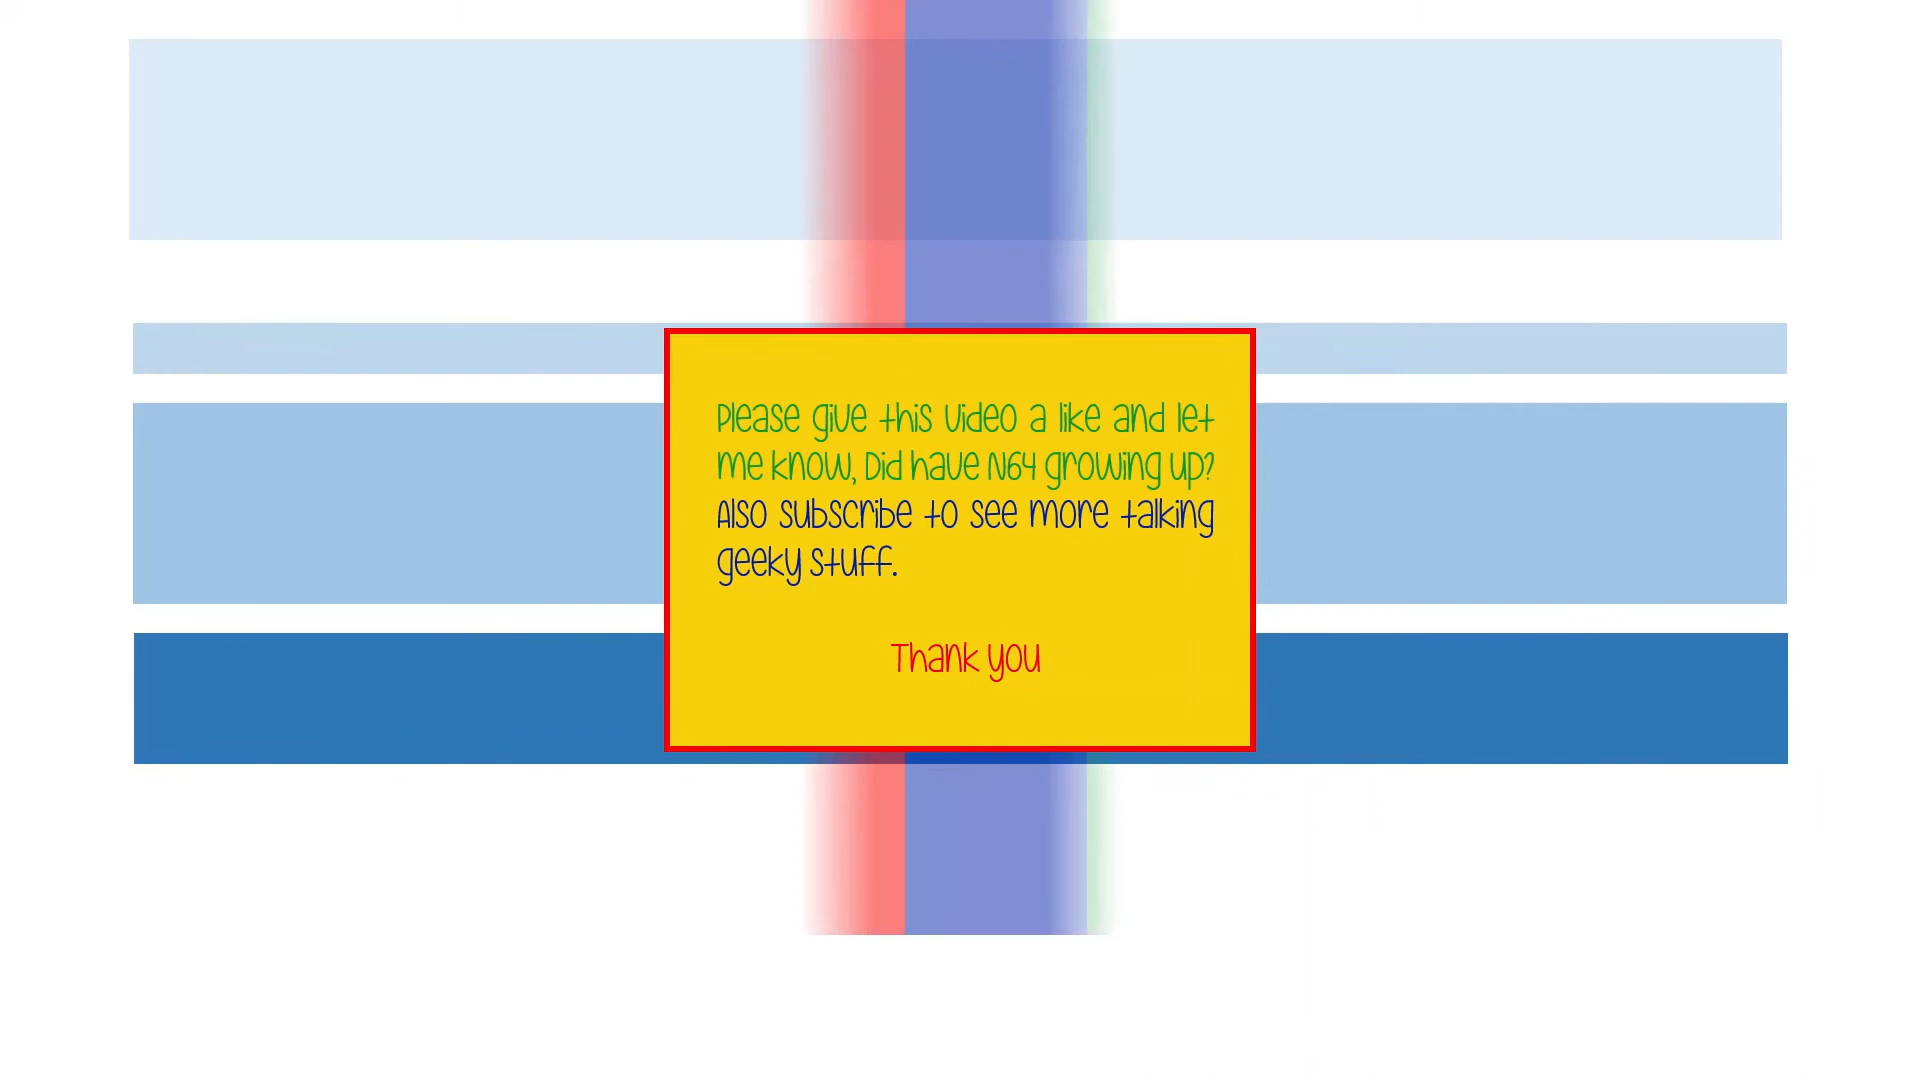 Please give this video a like and let
me know, Did have N64 growing up?
Also subscribe to see more talking
geeky stuff.
Thank you